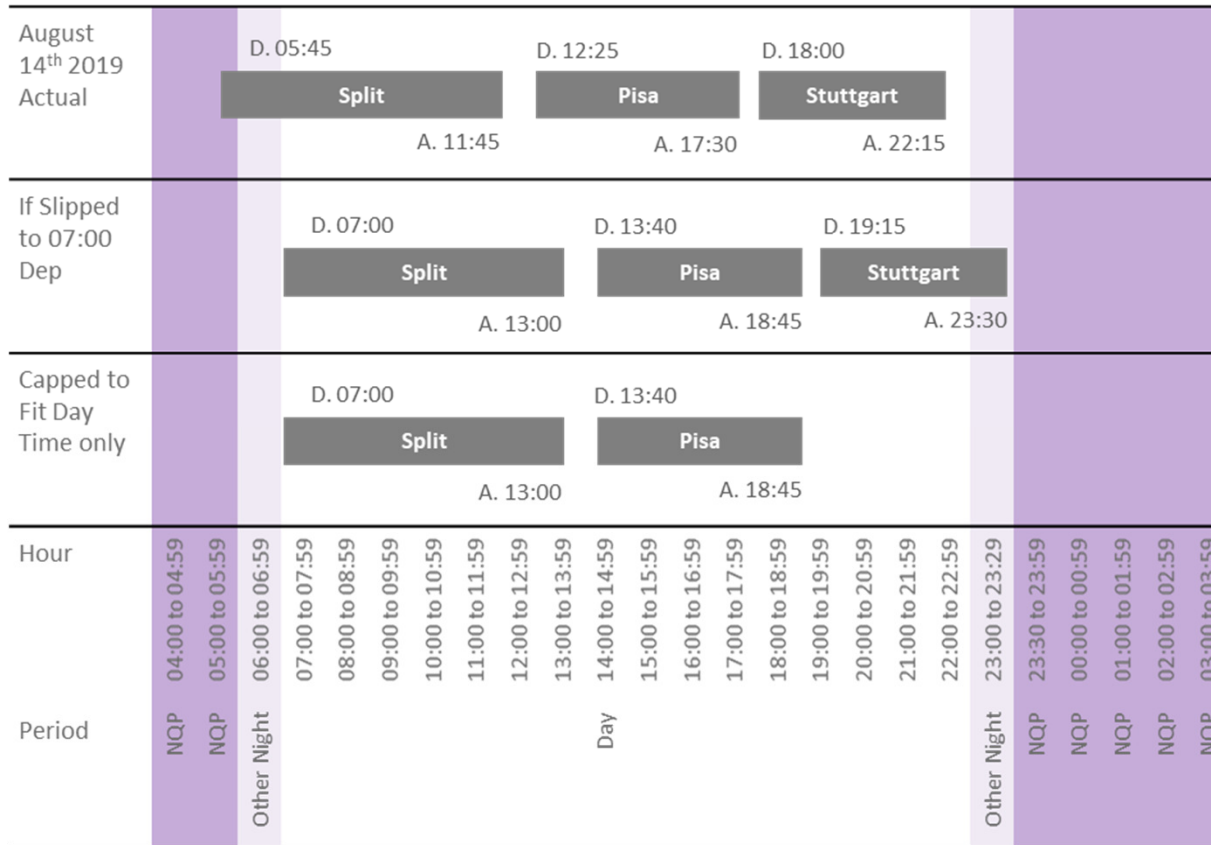 August
14th 2019
Actual
D. 05:45
D. 12:25
D. 18:00
Split
Pisa
Stuttgart
A. 11:45
A. 17:30
A. 22:15
If Slipped
to 07:00
Dep
D. 07:00
D. 13:40
D. 19:15
Split
Pisa
Stuttgart
A. 13:00
A. 18:45
A. 23:30
Capped to
Fit Day
Time only
D. 07:00
D. 13:40
Split
Pisa
A. 13:00
A. 18:45
Hour
04:00 to 04:59
05:00 to 05:59
06:00 to 06:59
07:00 to 07:59
08:00 to 08:59
09:00 to 09:59
10:00 to 10:59
11:00 to 11:59
12:00 to 12:59
13:00 to 13:59
14:00 to 14:59
15:00 to 15:59
16:00 to 16:59
17:00 to 17:59
18:00 to 18:59
19:00 to 19:59
20:00 to 20:59
21:00 to 21:59
22:00 to 22:59
23:00 to 23:29
23:30 to 23:59
00:00 to 00:59
01:00 to 01:59
02:00 to 02:59
03:00 to 03:59
Period
NQP
NQP
Other Night
Day
Other Night
NQP
NQP
NQP
NQP
NQP